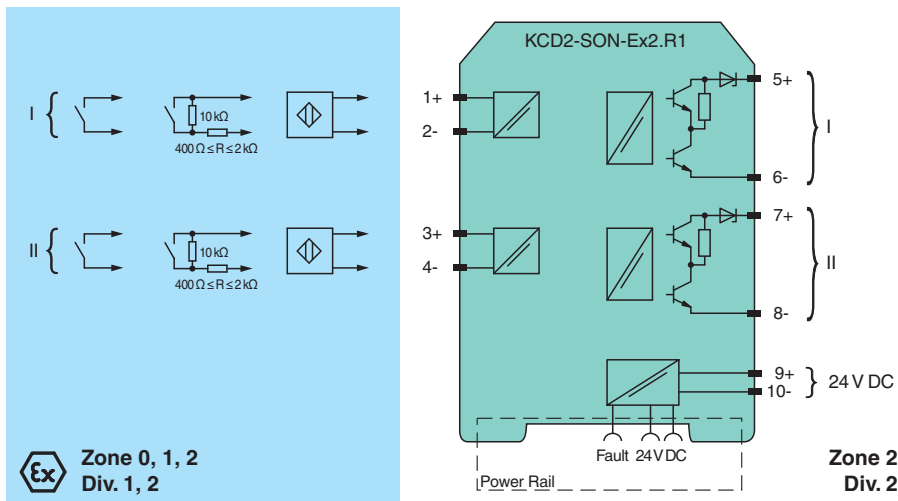 KCD2-SON-Ex2.R1
I
10 kΩ
400 Ω ≤ R ≤ 2 kΩ
1+
2-
5+
I
6-
II
10 kΩ
400 Ω ≤ R ≤ 2 kΩ
3+
4-
7+
II
8-
9+
10-
24 V DC
Fault 24 V DC
Power Rail
Ex
Zone 0, 1, 2
Div. 1, 2
Zone 2
Div. 2